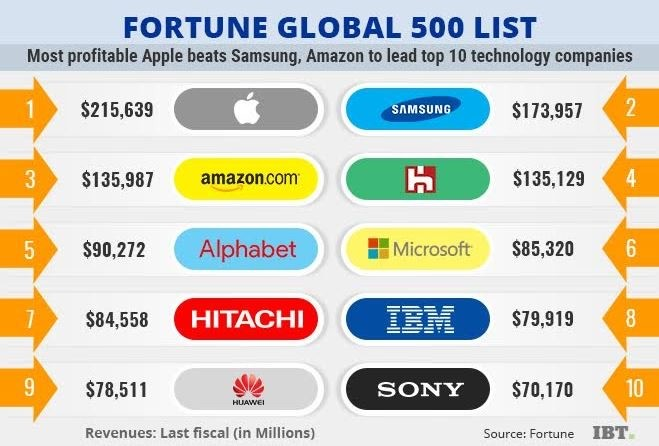 FORTUNE GLOBAL 500 LIST
Most profitable Apple beats Samsung, Amazon to lead top 10 technology companies
1 $215,639 SAMSUNG $173,957 2
3 $135,987 amazon.com $135,129 4
5 $90,272 Alphabet Microsoft $85,320 6
7 $84,558 HITACHI IBM $79,919 8
9 $78,511 HUAWEI SONY $70,170 10
Revenues: Last fiscal (in Millions) Source: Fortune IBT.